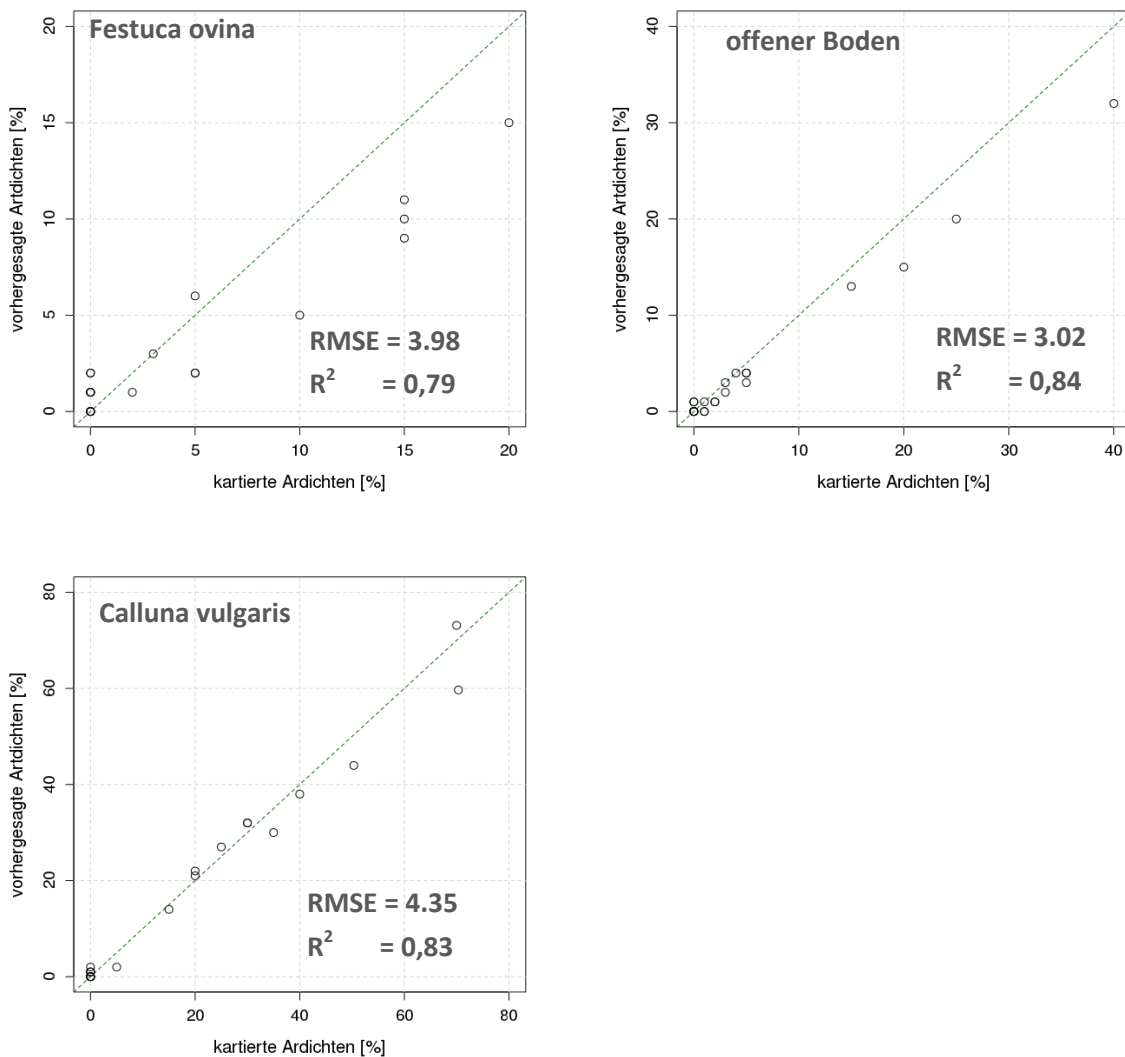 Festuca ovina
vorhergesagte Artdichten [%]
20
15
10
5
0
RMSE = 3.98
R² = 0,79
0 5 10 15 20
kartierte Ardichten [%]
offener Boden
vorhergesagte Artdichten [%]
40
30
20
10
0
RMSE = 3.02
R² = 0,84
0 10 20 30 40
kartierte Ardichten [%]
Calluna vulgaris
vorhergesagte Artdichten [%]
80
60
40
20
0
RMSE = 4.35
R² = 0,83
0 20 40 60 80
kartierte Ardichten [%]